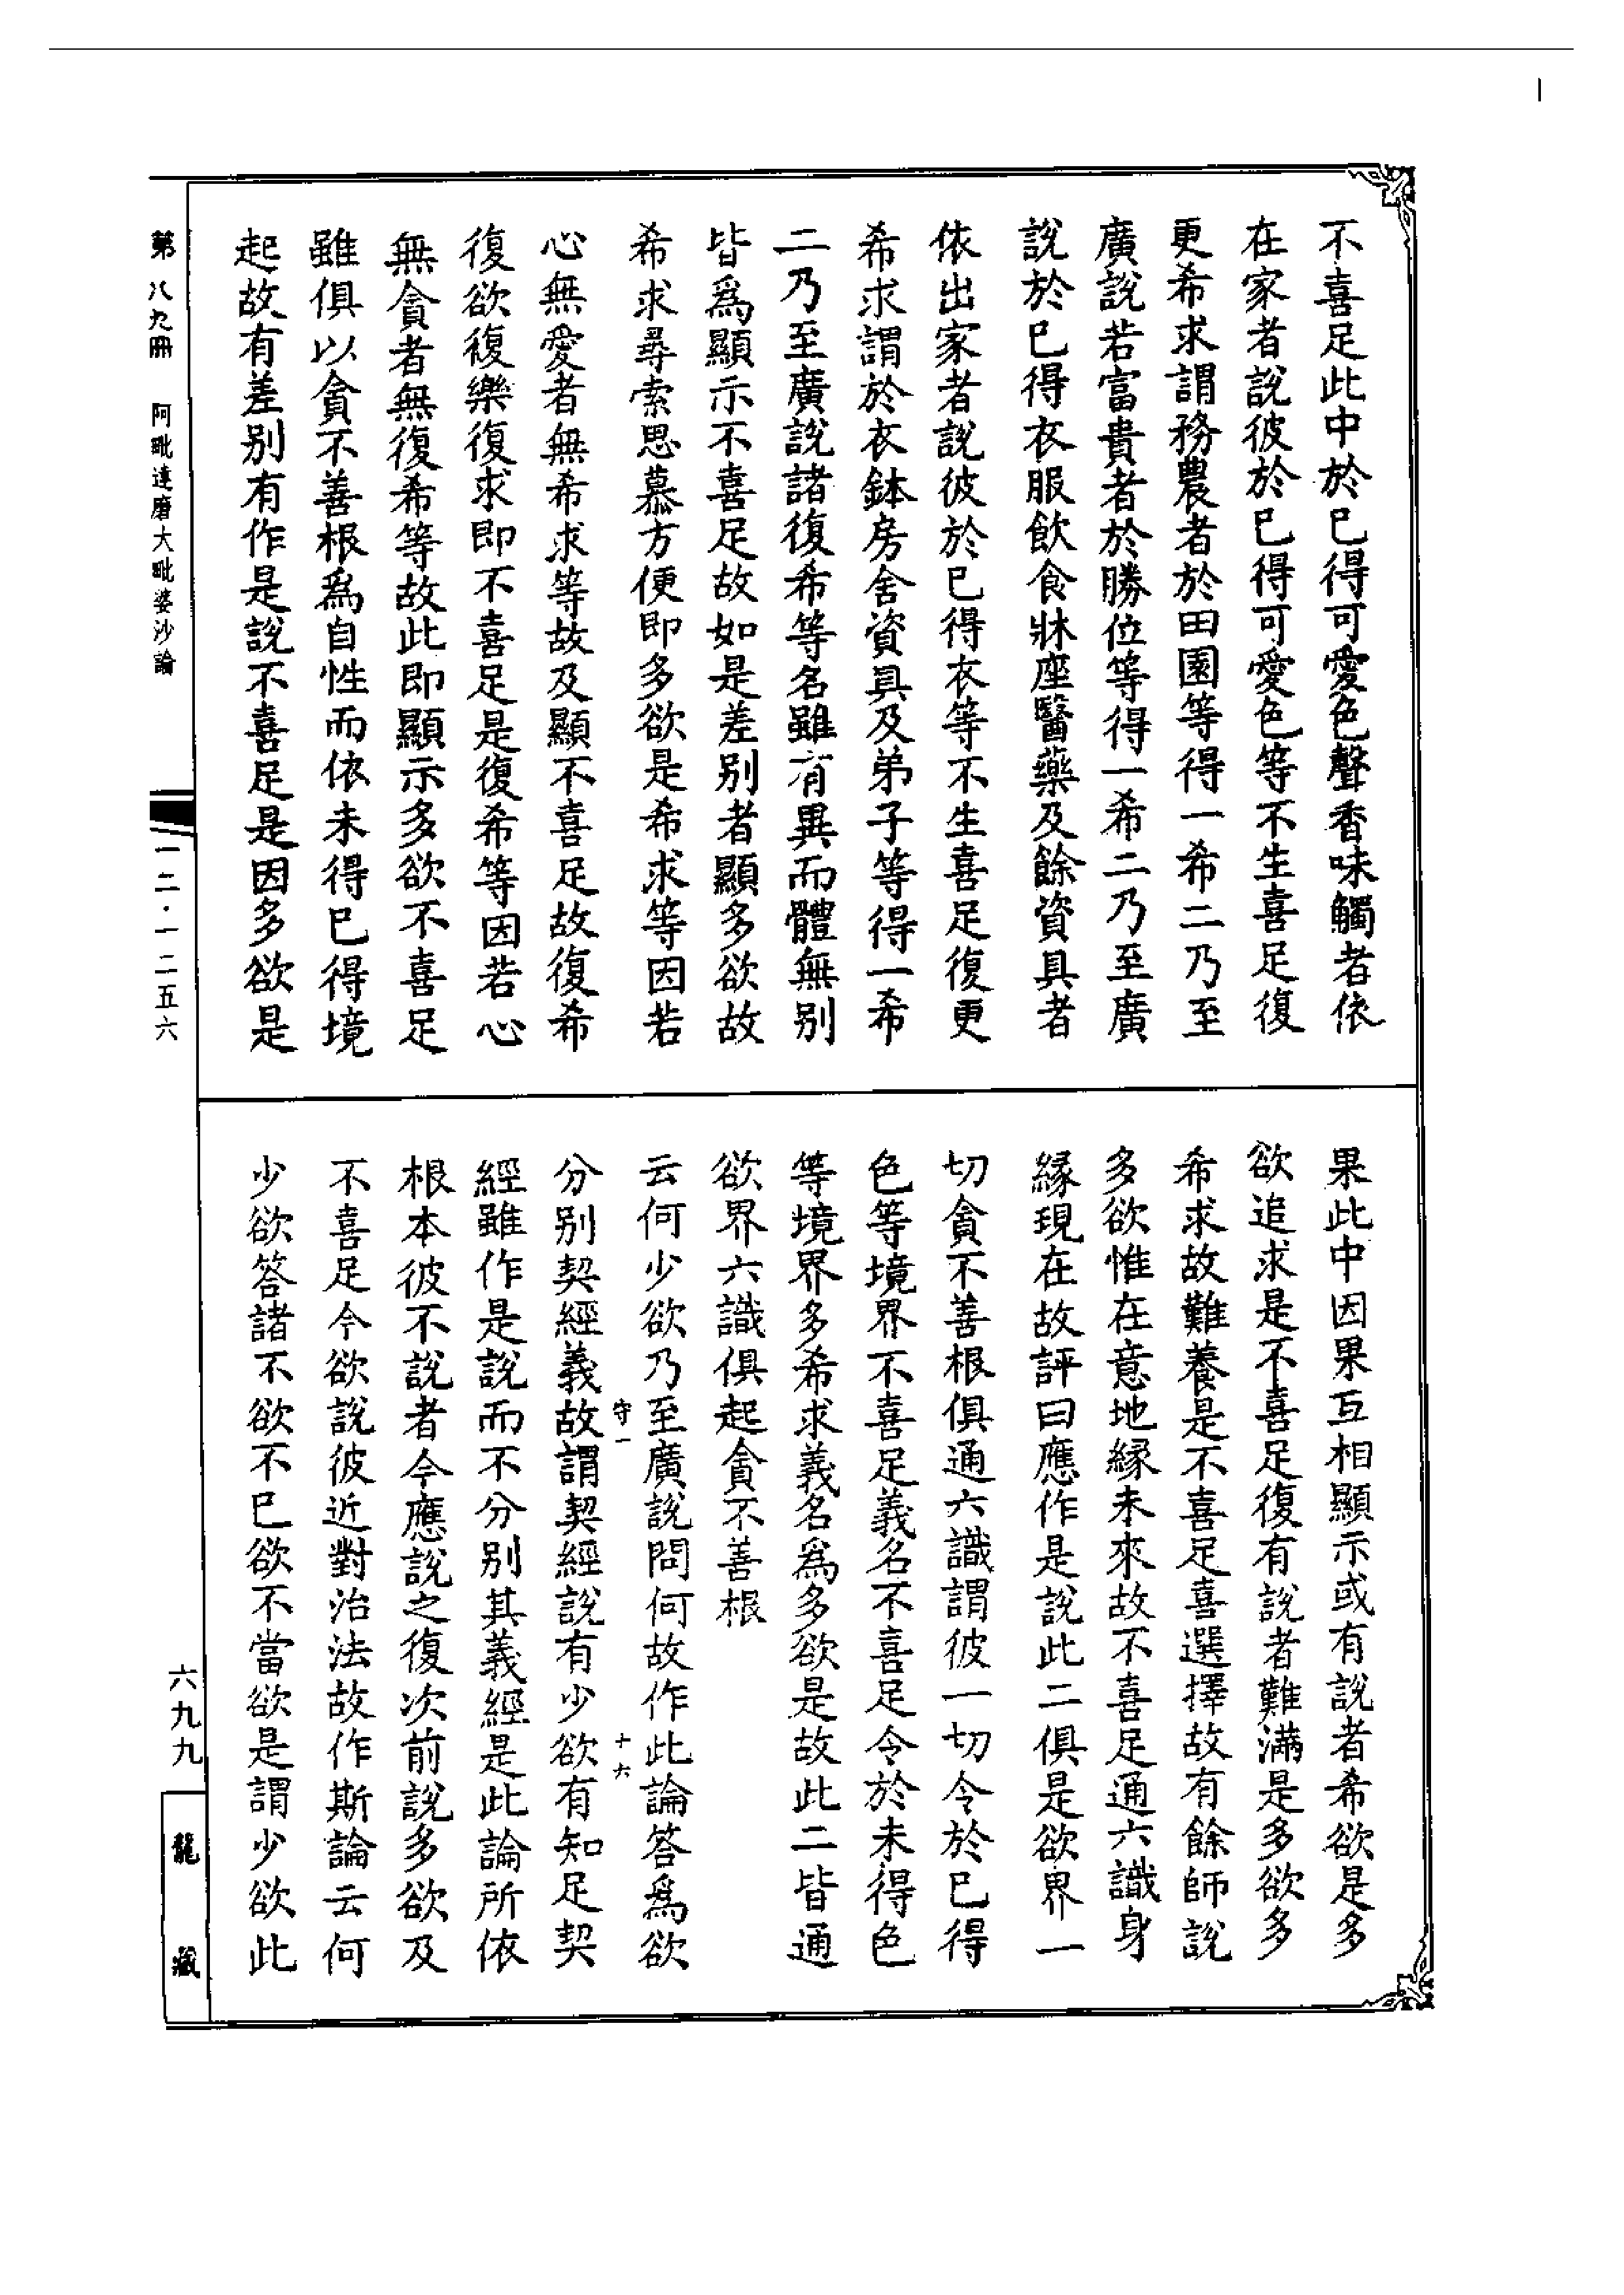 不喜足此中於巳得可愛色聲香味觸者依
在家者說彼於巳得可愛色等不生喜足復
更希求謂務農者於田園等得一希二乃至
廣說若富貴者於勝位等得一希二乃至廣
說於巳得衣服飲食牀座醫藥及餘資具者
依出家者說彼於巳得衣等不生喜足復更
希求謂於衣鉢房舍資具及弟子等得一希
二乃至廣說諸復希等名雖有異而體無別
皆爲顯示不喜足故如是差別者顯多欲故
希求尋索思慕方便即多欲是希求等因若
心無愛者無希求等故及顯不喜足故復希
復欲複樂復求即不喜足是復希等因若心
無貪者無復希等故此即顯示多欲不喜足
雖俱以貪不善根爲自性而依未得巳得境
起故有差別有作是說不喜足是因多欲是
果此中因果互相顯示或有說者希欲是多
欲追求是不喜足復有說者難滿是多欲多
希求故難養是不喜足喜選擇故有餘師說
多欲惟在意地縁未來故不喜足通六識身
縁現在故評曰應作是說此二俱是欲界一
切貪不善根俱通六識謂彼一切令於巳得
色等境界不喜足義名不喜足令於未得色
等境界多希求義名爲多欲是故此二皆通
欲界六識俱起貪不善根
云何少欲乃至廣說問何故作此論答爲欲
守一
十六
分別契經義故謂契經說有少欲有知足契
經雖作是說而不分別其義經是此論所依
根本彼不說者今應說之復次前說多欲及
不喜足今欲說彼近對治法故作斯論云何
少欲答諸不欲不巳欲不當欲是謂少欲此
第八九冊
阿毗達磨大毗婆沙論
一二·一二五六
六九九
龍藏